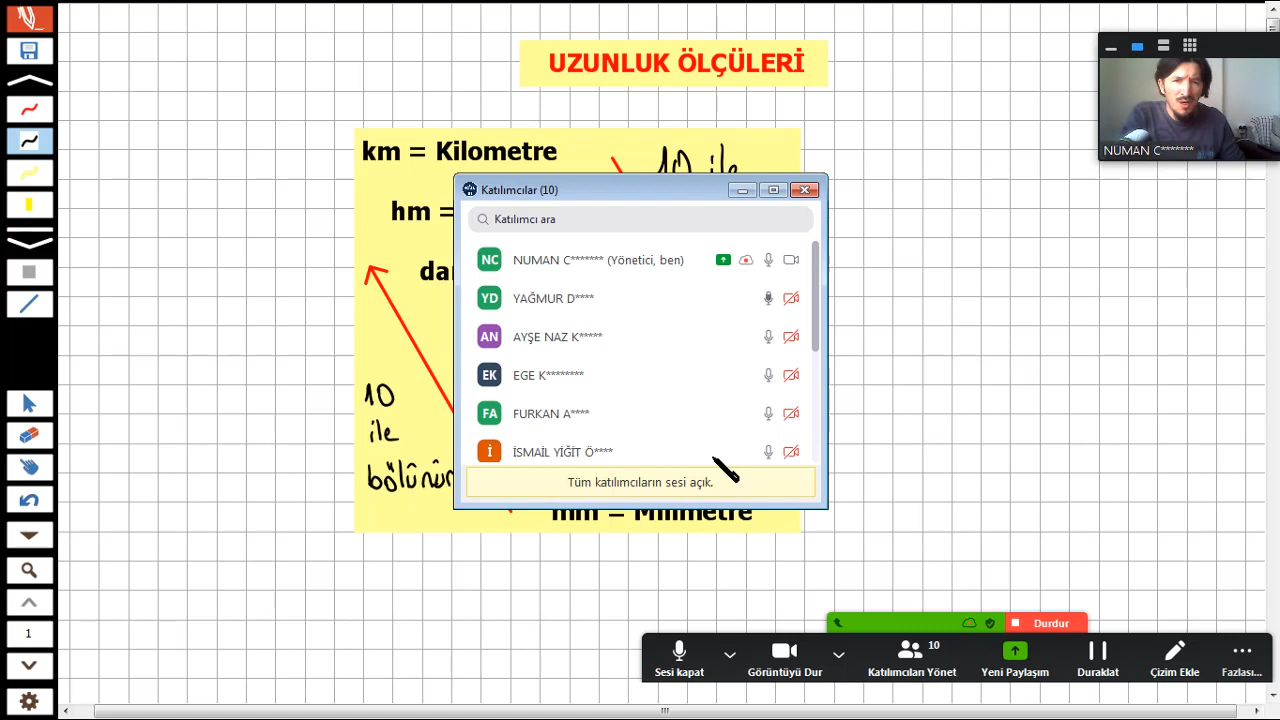 UZUNLUK ÖLÇÜLERİ
NUMAN C*******
km = Kilometre
10 ile
hm =
10
ile
Katılımcılar (10)
Katılımcı ara
NC NUMAN C******* (Yönetici, ben)
YD YAĞMUR D****
AN AYŞE NAZ K*****
EK EGE K********
FA FURKAN A****
İ İSMAİL YİĞİT Ö****
Tüm katılımcıların sesi açık.
mm = Milimetre
1
Durdur
10
Sesi kapat
Görüntüyü Dur
Katılımcıları Yönet
Yeni Paylaşım
Duraklat
Çizim Ekle
Fazlası...